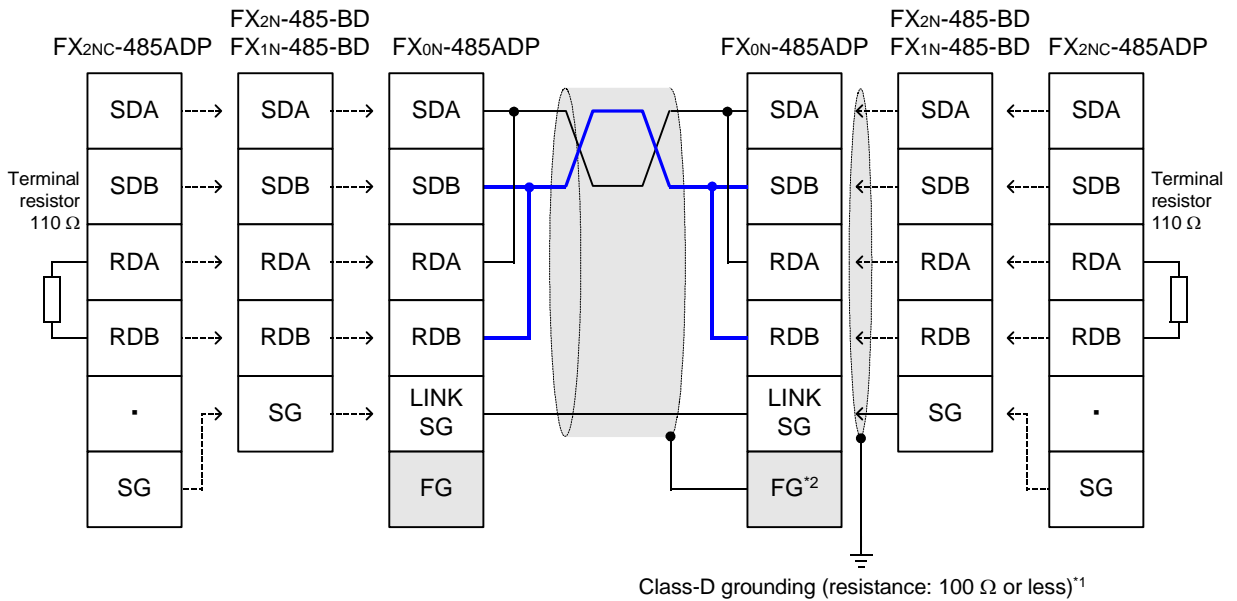 FX2N-485-BD
FX2NC-485ADP FX1N-485-BD FX0N-485ADP
FX2N-485-BD
FX0N-485ADP FX1N-485-BD FX2NC-485ADP
SDA SDA SDA SDA SDA SDA
SDB SDB SDB SDB SDB SDB
Terminal
resistor
110 Ω
Terminal
resistor
110 Ω
RDA RDA RDA RDA RDA RDA
RDB RDB RDB RDB RDB RDB
. SG LINK
SG
LINK
SG
SG .
SG FG FG*2 SG
Class-D grounding (resistance: 100 Ω or less)*1